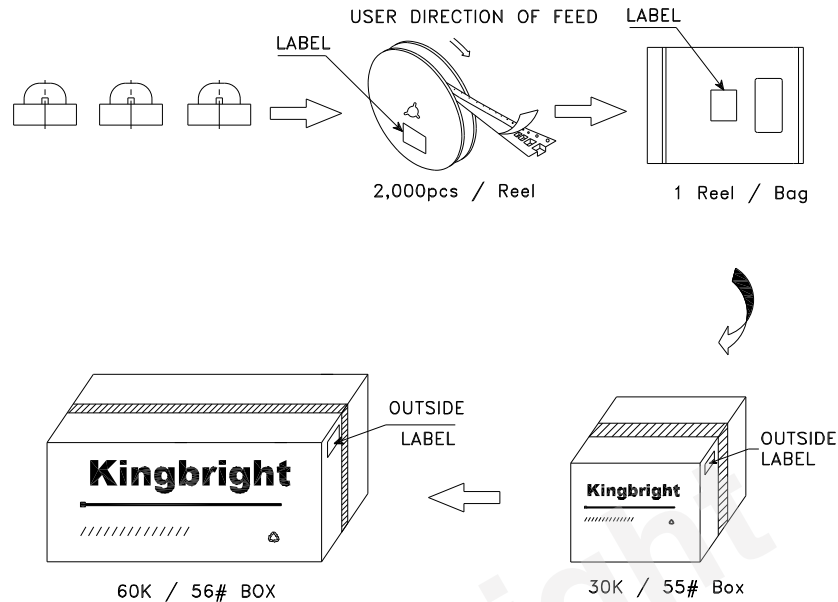 USER DIRECTION OF FEED
LABEL
LABEL
2,000pcs / Reel
1 Reel / Bag
OUTSIDE
LABEL
OUTSIDE
LABEL
Kingbright
Kingbright
60K / 56# BOX
30K / 55# Box